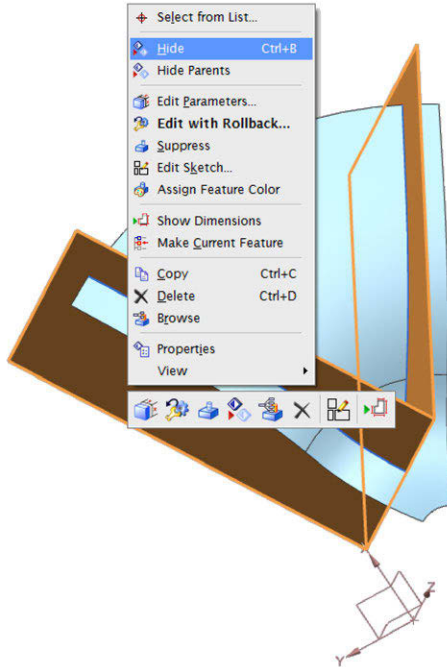 Select from List...
Hide Ctrl+B
Hide Parents
Edit Parameters...
Edit with Rollback...
Suppress
Edit Sketch...
Assign Feature Color
Show Dimensions
Make Current Feature
Copy Ctrl+C
Delete Ctrl+D
Browse
Properties
View
Z
Y